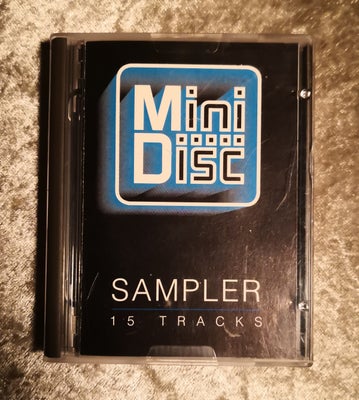 Mini
Disc
SAMPLER
15 TRACKS